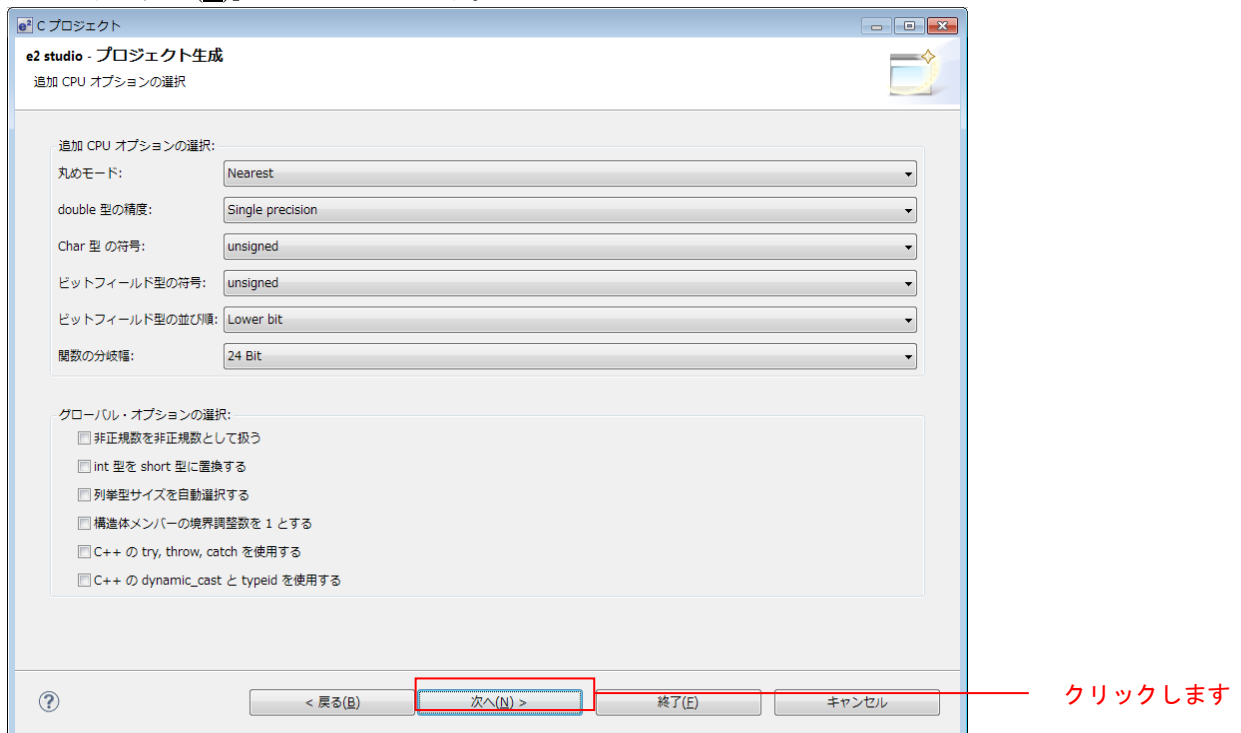 e² C プロジェクト
e2 studio - プロジェクト生成
追加 CPU オプションの選択
追加 CPU オプションの選択:
丸めモード: Nearest
double 型の精度: Single precision
Char 型 の符号: unsigned
ビットフィールド型の符号: unsigned
ビットフィールド型の並び順: Lower bit
関数の分岐幅: 24 Bit
グローバル・オプションの選択:
非正規数を非正規数として扱う
int 型を short 型に置換する
列挙型サイズを自動選択する
構造体メンバーの境界調整数を 1 とする
C++ の try, throw, catch を使用する
C++ の dynamic_cast と typeid を使用する
? < 戻る(B) 次へ(N) > 終了(F) キャンセル クリックします